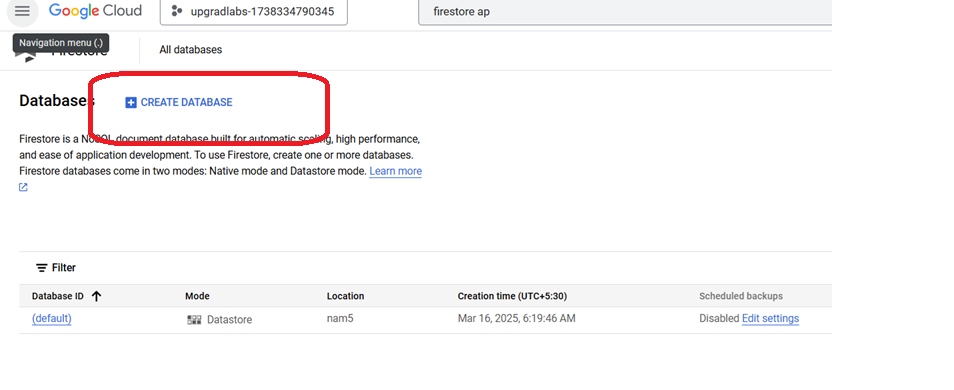 Google Cloud
upgradlabs-1738334790345
firestore ap
Navigation menu (.)
Firestore
All databases
Databases
CREATE DATABASE
Firestore is a NoSQL document database built for automatic scaling, high performance,
and ease of application development. To use Firestore, create one or more databases.
Firestore databases come in two modes: Native mode and Datastore mode. Learn more
Filter
Database ID Mode Location Creation time (UTC+5:30) Scheduled backups
(default) Datastore nam5 Mar 16, 2025, 6:19:46 AM Disabled Edit settings